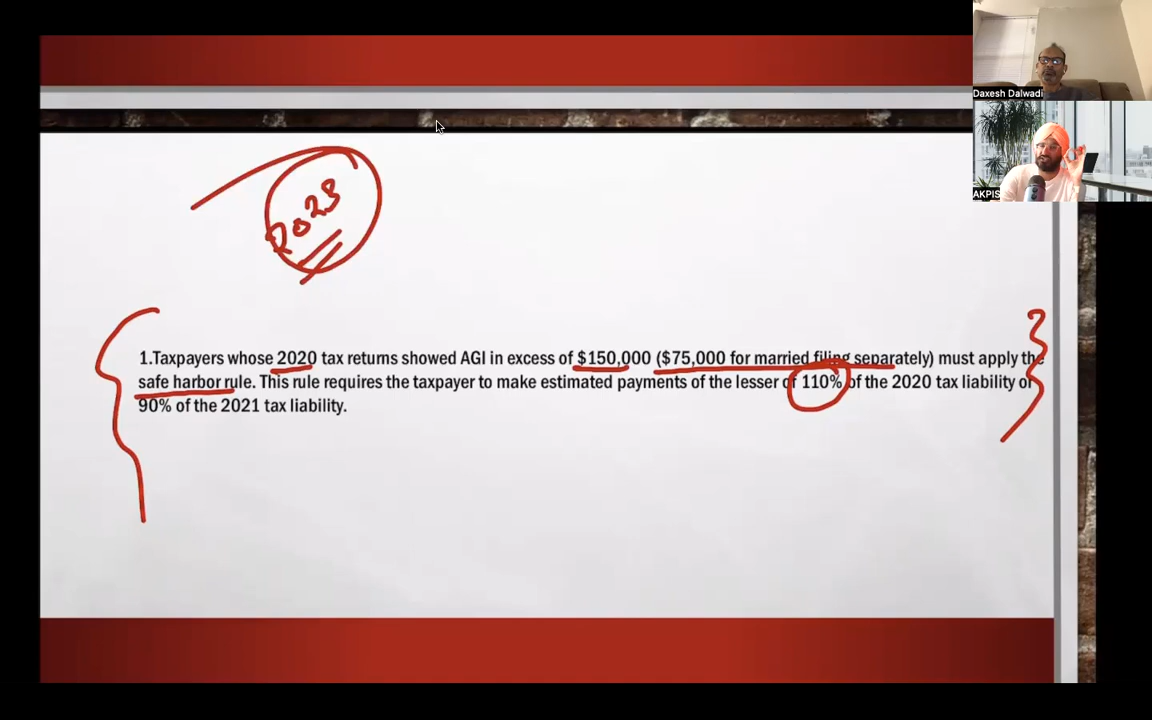 Daxesh Dalwadi
AKPIS
2023
1.Taxpayers whose 2020 tax returns showed AGI in excess of $150,000 ($75,000 for married filing separately) must apply the
safe harbor rule. This rule requires the taxpayer to make estimated payments of the lesser of 110% of the 2020 tax liability or
90% of the 2021 tax liability.